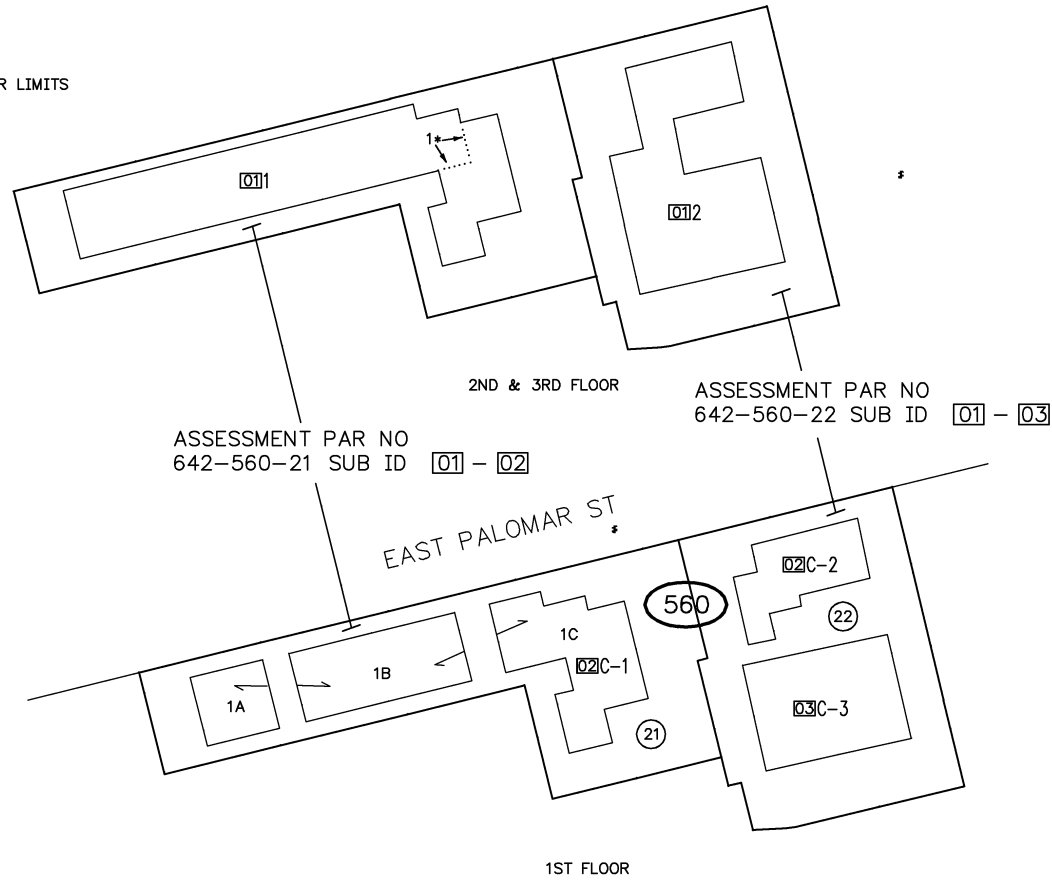 R LIMITS
1*
01 1
01 2
2ND & 3RD FLOOR
ASSESSMENT PAR NO
642-560-22 SUB ID 01 - 03
ASSESSMENT PAR NO
642-560-21 SUB ID 01 - 02
EAST PALOMAR ST
560
02 C-2
22
1C
02 C-1
1B
1A
03 C-3
21
1ST FLOOR